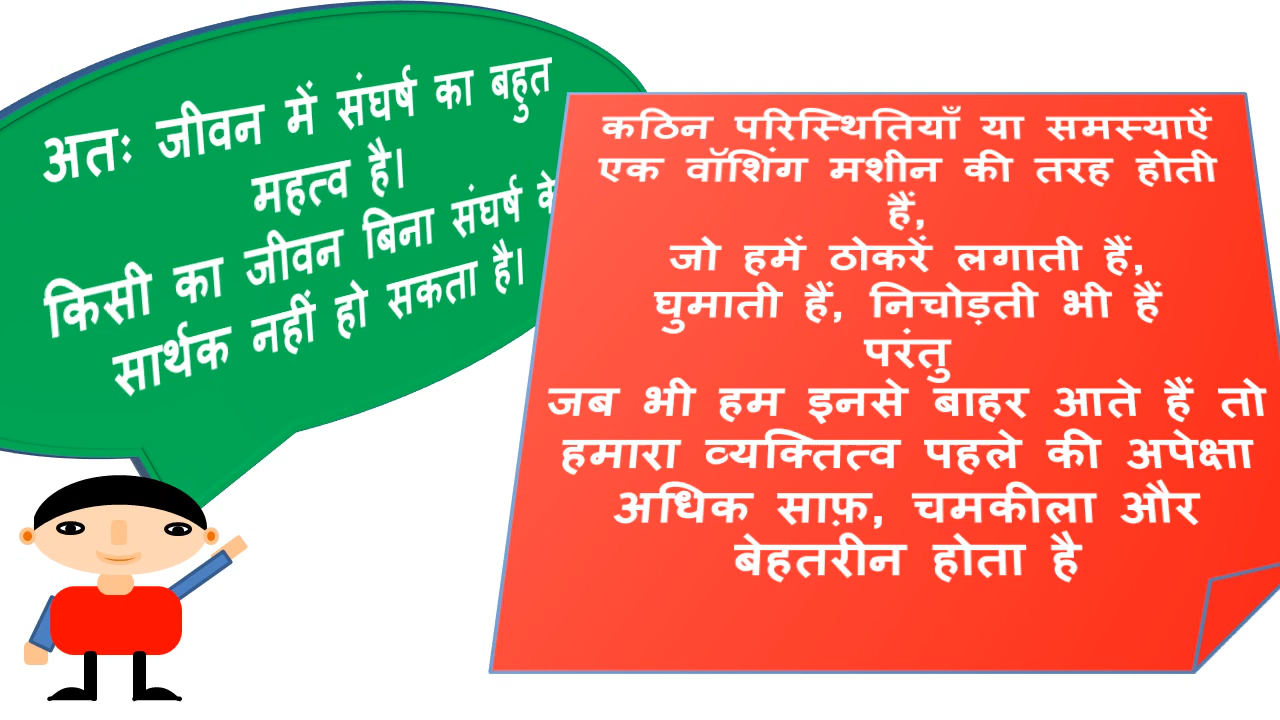 अतः जीवन में संघर्ष का बहुत
महत्व है।
किसी का जीवन बिना संघर्ष के
सार्थक नहीं हो सकता है।
कठिन परिस्थितियाँ या समस्याऐं
एक वॉशिंग मशीन की तरह होती
हैं,
जो हमें ठोकरें लगाती हैं,
घुमाती हैं, निचोड़ती भी हैं
परंतु
जब भी हम इनसे बाहर आते हैं तो
हमारा व्यक्तित्व पहले की अपेक्षा
अधिक साफ़, चमकीला और
बेहतरीन होता है